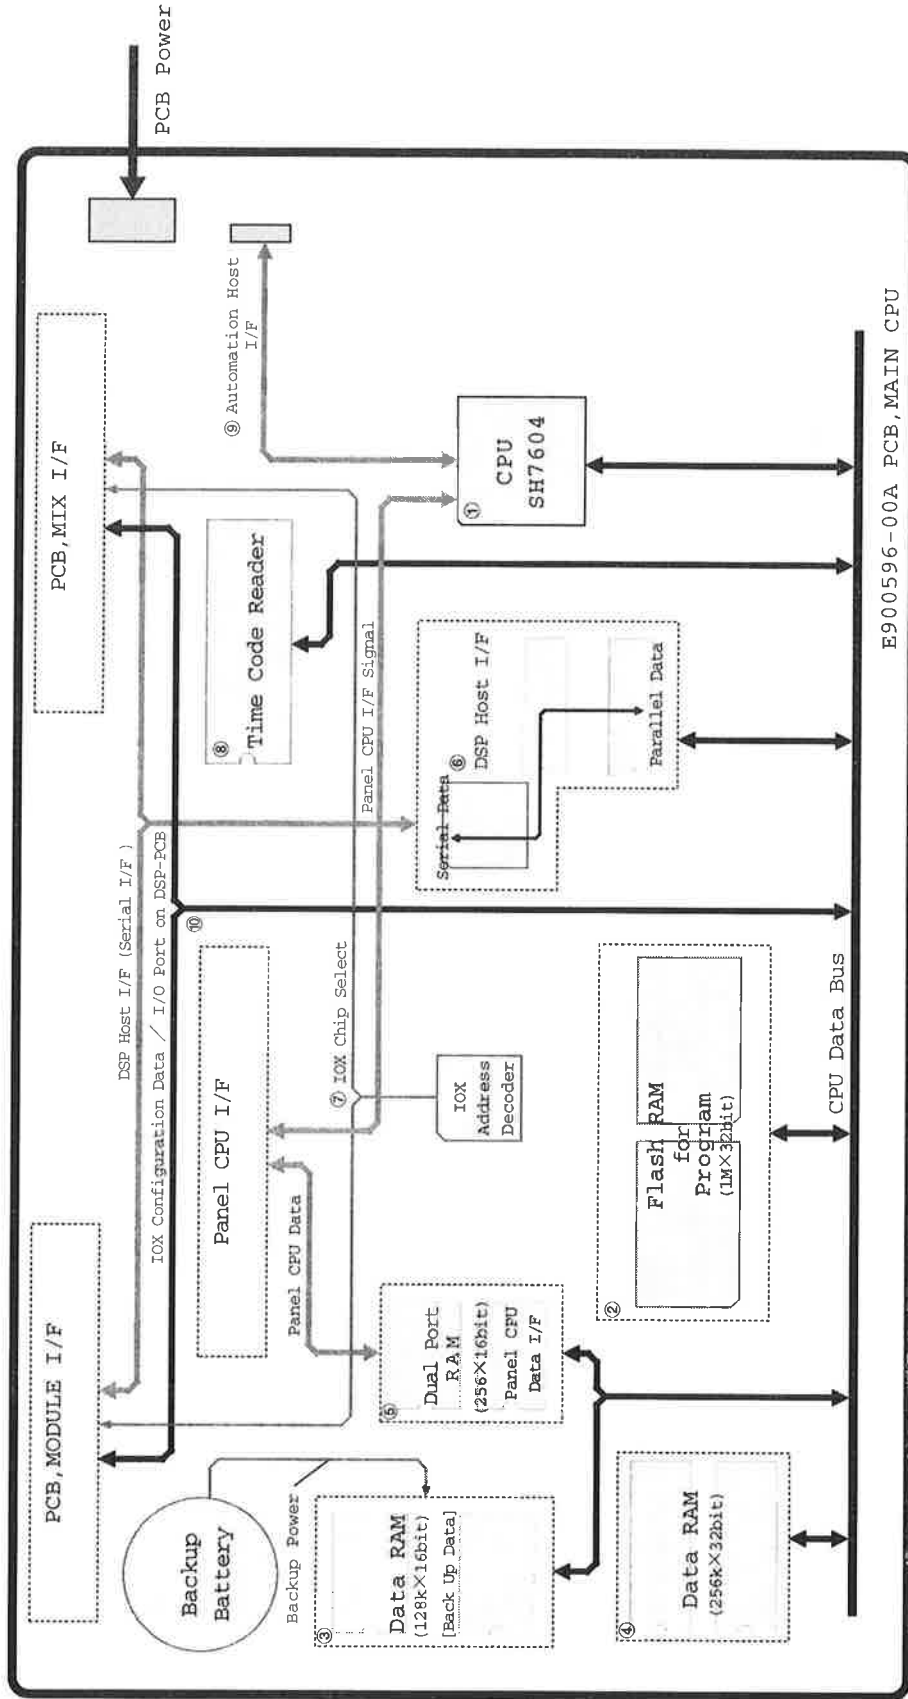 PCB,MODULE I/F
PCB,MIX I/F
PCB Power
DSP Host I/F (Serial I/F )
IOX Configuration Data / I/O Port on DSP-PCB
⑩
Backup
Battery
Backup Power
Panel CPU I/F
Panel CPU Data
⑧
Time Code Reader
⑨ Automation Host
I/F
⑦ IOX Chip Select
Panel CPU I/F Signal
③
Data RAM
(128k×16bit)
[Back Up Data]
⑤
Dual Port
RAM
(256×16bit)
Panel CPU
Data I/F
IOX
Address
Decoder
Serial Data
⑥
DSP Host I/F
Parallel Data
①
CPU
SH7604
④
Data RAM
(256k×32bit)
②
Flash RAM
for
Program
(1M×32bit)
CPU Data Bus
E900596-00A PCB,MAIN CPU